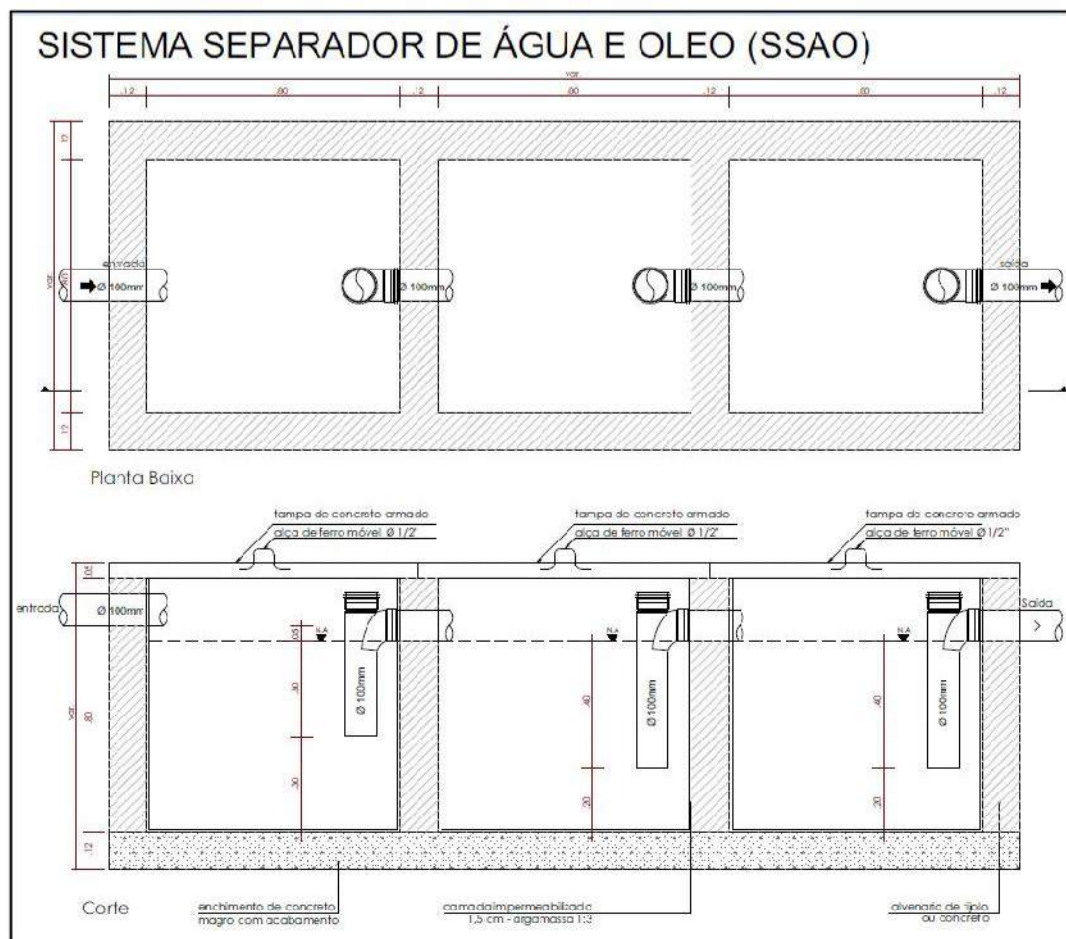 SISTEMA SEPARADOR DE ÁGUA E OLEO (SSAO)
var.
.12 .80 .12 .80 .12 .80 .12
.12
var.
.80
.12
entrada
Ø 100mm
Ø 100mm
Ø 100mm
saída
Ø 100mm
Planta Baixa
tampa de concreto armado
alça de ferro móvel Ø 1/2"
tampa de concreto armado
alça de ferro móvel Ø 1/2"
tampa de concreto armado
alça de ferro móvel Ø 1/2"
.05
entrada
Ø 100mm
Saída
.05
N.A
N.A
N.A
.30
Ø 100mm
.40
Ø 100mm
.40
Ø 100mm
var.
.80
.30
.20
.20
.12
Corte
enchimento de concreto
magro com acabamento
camada impermeabilizada
1,5 cm - argamassa 1:3
alvenaria de tijolo
ou concreto